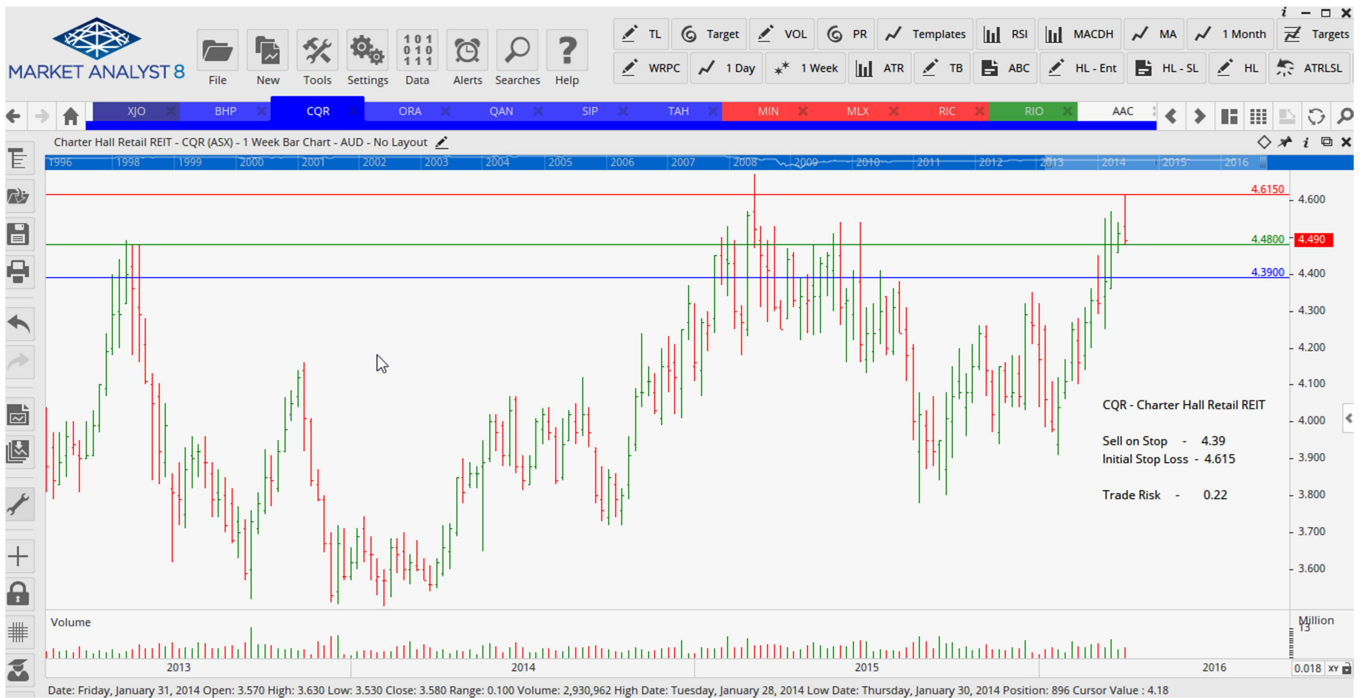 MARKET ANALYST 8
File New Tools Settings Data Alerts Searches Help
101
010
111
TL Target VOL PR Templates RSI MACDH MA 1 Month Targets
WRPC 1 Day 1 Week ATR TB ABC HL - Ent HL - SL HL ATRLSL
XJO BHP CQR ORA QAN SIP TAH MIN MLX RIC RIO AAC
Charter Hall Retail REIT - CQR (ASX) - 1 Week Bar Chart - AUD - No Layout
1996 1998 1999 2000 2001 2002 2003 2004 2005 2006 2007 2008 2009 2010 2011 2012 2013 2014 2015 2016
4.6150
4.600
4.4800
4.490
4.3900
4.400
4.300
4.200
4.100
4.000
3.900
3.800
3.700
3.600
CQR - Charter Hall Retail REIT
Sell on Stop - 4.39
Initial Stop Loss - 4.615
Trade Risk - 0.22
Volume
Million
13
2013 2014 2015 2016
0.018 XY
Date: Friday, January 31, 2014 Open: 3.570 High: 3.630 Low: 3.530 Close: 3.580 Range: 0.100 Volume: 2,930,962 High Date: Tuesday, January 28, 2014 Low Date: Thursday, January 30, 2014 Position: 896 Cursor Value : 4.18